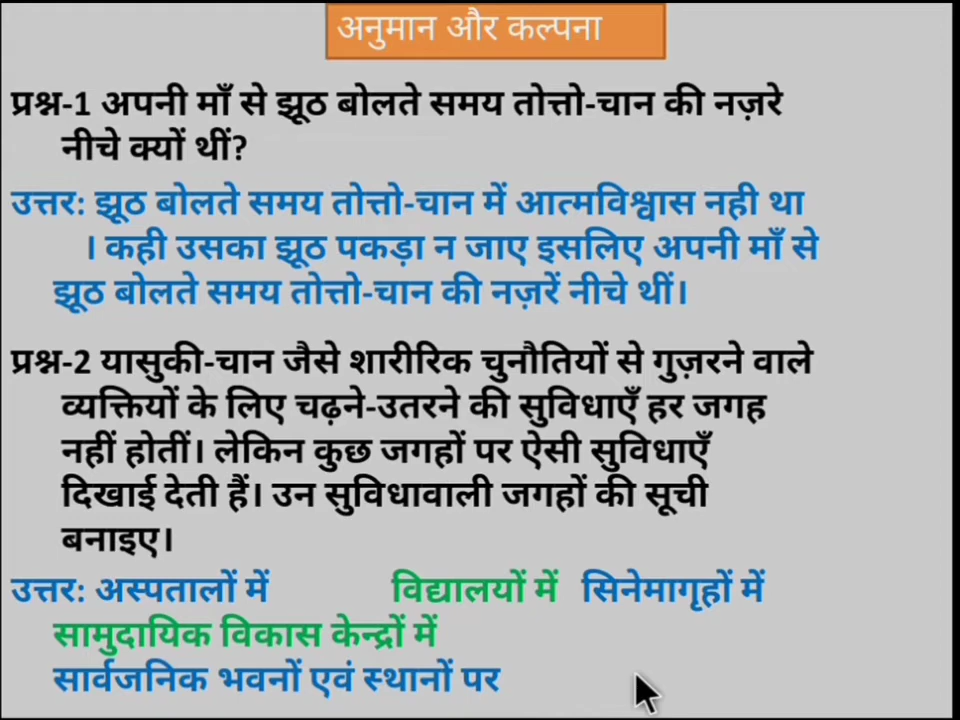 अनुमान और कल्पना
प्रश्न-1 अपनी माँ से झूठ बोलते समय तोत्तो-चान की नज़रे
नीचे क्यों थीं?
उत्तर: झूठ बोलते समय तोत्तो-चान में आत्मविश्वास नही था
। कही उसका झूठ पकड़ा न जाए इसलिए अपनी माँ से
झूठ बोलते समय तोत्तो-चान की नज़रें नीचे थीं।
प्रश्न-2 यासुकी-चान जैसे शारीरिक चुनौतियों से गुज़रने वाले
व्यक्तियों के लिए चढ़ने-उतरने की सुविधाएँ हर जगह
नहीं होतीं। लेकिन कुछ जगहों पर ऐसी सुविधाएँ
दिखाई देती हैं। उन सुविधावाली जगहों की सूची
बनाइए।
उत्तर: अस्पतालों में विद्यालयों में सिनेमागृहों में
सामुदायिक विकास केन्द्रों में
सार्वजनिक भवनों एवं स्थानों पर